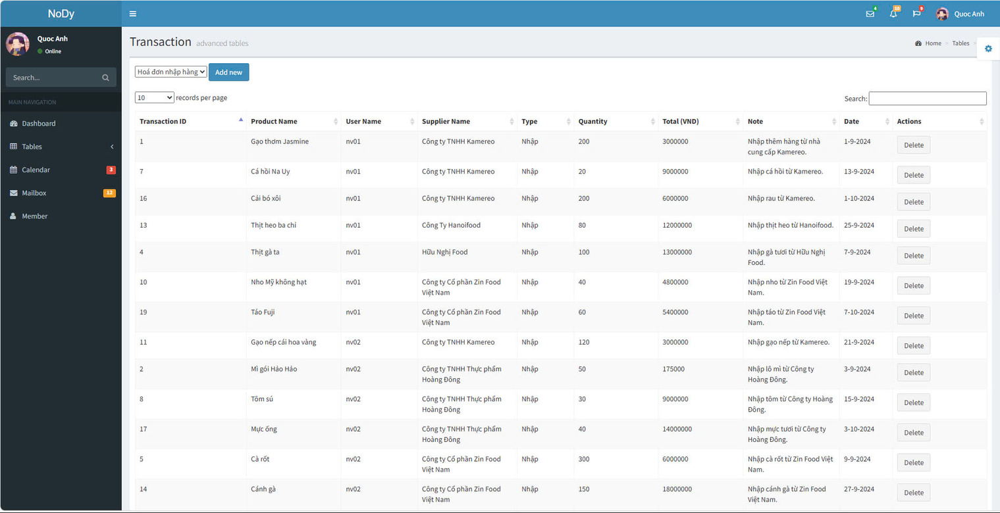 NoDy
4
10
9
Quoc Anh
Quoc Anh
Online
Search...
MAIN NAVIGATION
Dashboard
Tables
Calendar 3
Mailbox 12
Member
Transaction advanced tables
Home > Tables >
Hoá đơn nhập hàng Add new
10 records per page
Search:
Transaction ID Product Name User Name Supplier Name Type Quantity Total (VND) Note Date Actions
1 Gạo thơm Jasmine nv01 Công ty TNHH Kamereo Nhập 200 3000000 Nhập thêm hàng từ nhà 1-9-2024 Delete
cung cấp Kamereo.
7 Cá hồi Na Uy nv01 Công ty TNHH Kamereo Nhập 20 9000000 Nhập cá hồi từ Kamereo. 13-9-2024 Delete
16 Cải bó xôi nv01 Công ty TNHH Kamereo Nhập 200 6000000 Nhập rau từ Kamereo. 1-10-2024 Delete
13 Thịt heo ba chỉ nv01 Công Ty Hanoifood Nhập 80 12000000 Nhập thịt heo từ Hanoifood. 25-9-2024 Delete
4 Thịt gà ta nv01 Hữu Nghị Food Nhập 100 13000000 Nhập gà tươi từ Hữu Nghị 7-9-2024 Delete
Food.
10 Nho Mỹ không hạt nv01 Công ty Cổ phần Zin Food Nhập 40 4800000 Nhập nho từ Zin Food Việt 19-9-2024 Delete
Việt Nam Nam.
19 Táo Fuji nv01 Công ty Cổ phần Zin Food Nhập 60 5400000 Nhập táo từ Zin Food Việt 7-10-2024 Delete
Việt Nam Nam.
11 Gạo nếp cái hoa vàng nv02 Công ty TNHH Kamereo Nhập 120 3000000 Nhập gạo nếp từ Kamereo. 21-9-2024 Delete
2 Mì gói Hảo Hảo nv02 Công ty TNHH Thực phẩm Nhập 50 175000 Nhập lô mì từ Công ty 3-9-2024 Delete
Hoàng Đông Hoàng Đông.
8 Tôm sú nv02 Công ty TNHH Thực phẩm Nhập 30 9000000 Nhập tôm từ Công ty Hoàng 15-9-2024 Delete
Hoàng Đông Đông.
17 Mực ống nv02 Công ty TNHH Thực phẩm Nhập 40 14000000 Nhập mực tươi từ Công ty 3-10-2024 Delete
Hoàng Đông Hoàng Đông.
5 Cà rốt nv02 Công ty Cổ phần Zin Food Nhập 300 6000000 Nhập cà rốt từ Zin Food Việt 9-9-2024 Delete
Việt Nam Nam.
14 Cánh gà nv02 Công ty Cổ phần Zin Food Nhập 150 18000000 Nhập cánh gà từ Zin Food 27-9-2024 Delete
Việt Nam Việt Nam.